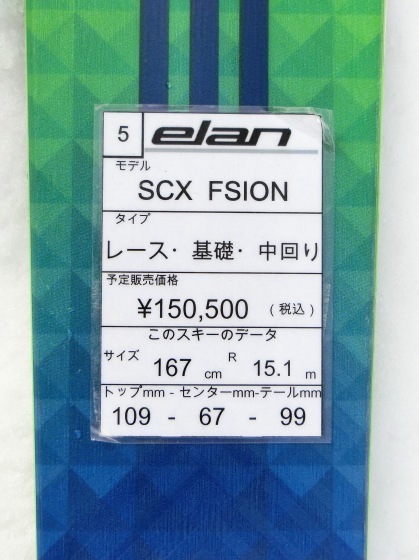 5 elan
モデル
SCX FSION
タイプ
レース・基礎・中回り
予定販売価格
¥150,500 (税込)
このスキーのデータ
サイズ 167 cm R 15.1 m
トップmm - センターmm-テールmm
109 - 67 - 99